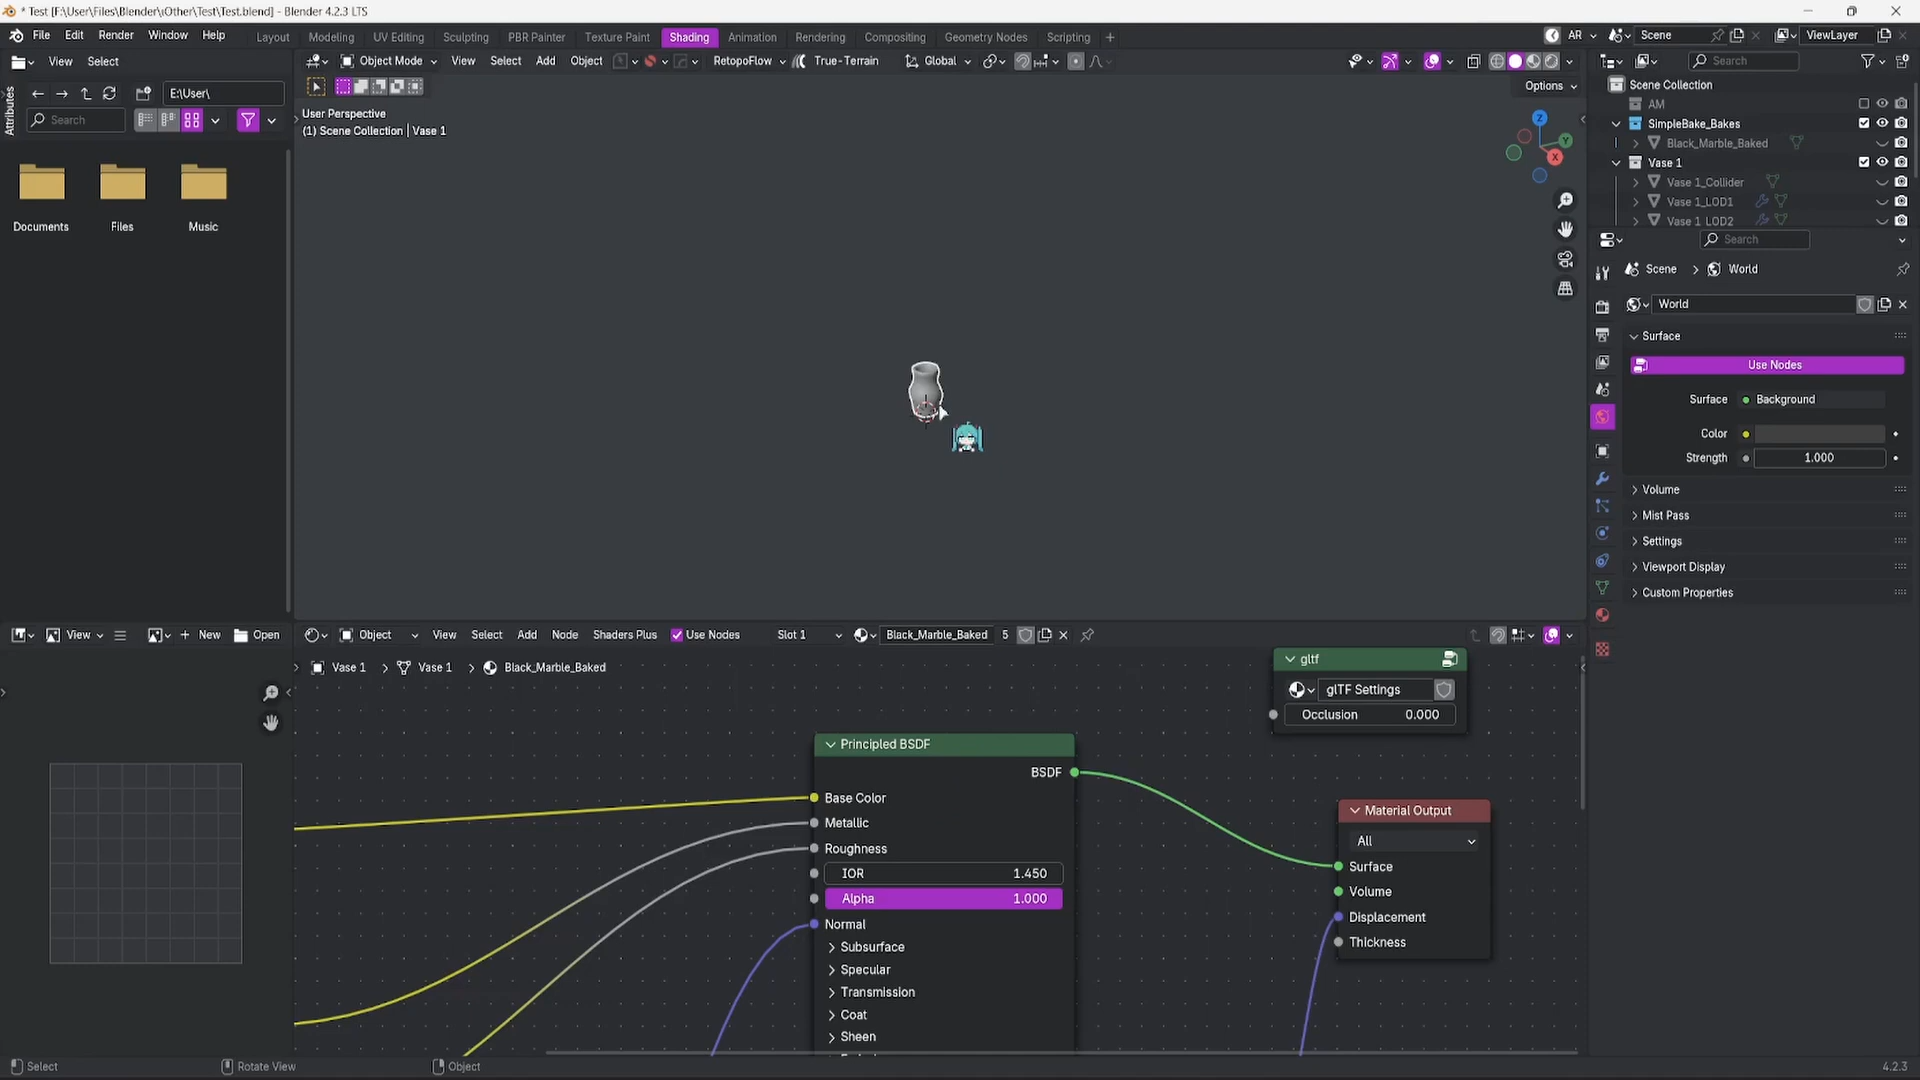 * Test [F:\User\Files\Blender\Other\Test\Test.blend] - Blender 4.2.3 LTS
File Edit Render Window Help
Layout Modeling UV Editing Sculpting PBR Painter Texture Paint Shading Animation Rendering Compositing Geometry Nodes Scripting +
AR Scene ViewLayer
View Select
Object Mode View Select Add Object RetopoFlow True-Terrain Global
Search
E:\User\
Options
Search
Attributes
User Perspective
(1) Scene Collection | Vase 1
Documents Files Music
Z
Y
X
Scene Collection
AM
SimpleBake_Bakes
Black_Marble_Baked
Vase 1
Vase 1_Collider
Vase 1_LOD1
Vase 1_LOD2
Search
Scene > World
World
Surface
Use Nodes
Surface Background
Color
Strength 1.000
Volume
Mist Pass
Settings
Viewport Display
Custom Properties
View + New Open
Object View Select Add Node Shaders Plus Use Nodes Slot 1 Black_Marble_Baked 5
Vase 1 > Vase 1 > Black_Marble_Baked
gltf
glTF Settings
Occlusion 0.000
Principled BSDF
BSDF
Base Color
Metallic
Roughness
IOR 1.450
Alpha 1.000
Normal
Subsurface
Specular
Transmission
Coat
Sheen
Material Output
All
Surface
Volume
Displacement
Thickness
Select Rotate View Object 4.2.3